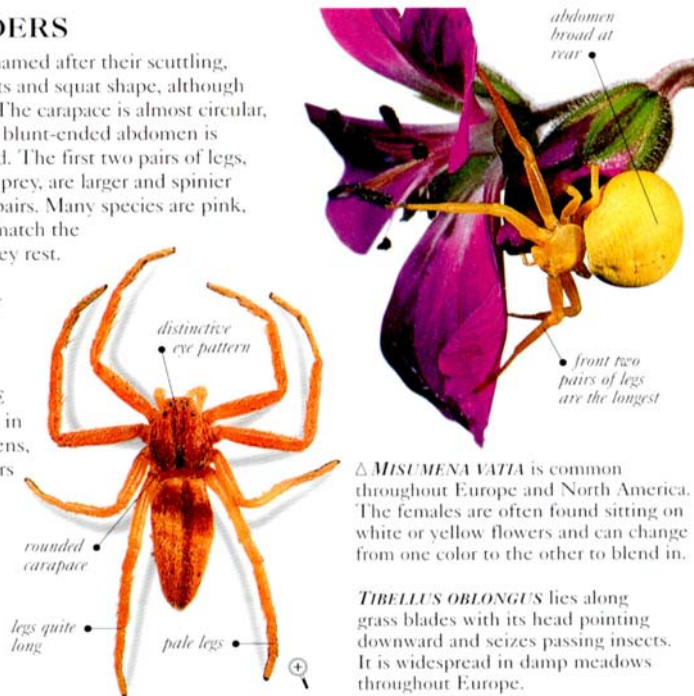 DERS
named after their scuttling,
ts and squat shape, although
The carapace is almost circular,
blunt-ended abdomen is
d. The first two pairs of legs,
prey, are larger and spinier
pairs. Many species are pink,
match the
ey rest.
in
ens,
rs
abdomen
broad at
rear
distinctive
eye pattern
front two
pairs of legs
are the longest
rounded
carapace
legs quite
long
pale legs
△ MISUMENA VATIA is common
throughout Europe and North America.
The females are often found sitting on
white or yellow flowers and can change
from one color to the other to blend in.
TIBELLUS OBLONGUS lies along
grass blades with its head pointing
downward and seizes passing insects.
It is widespread in damp meadows
throughout Europe.